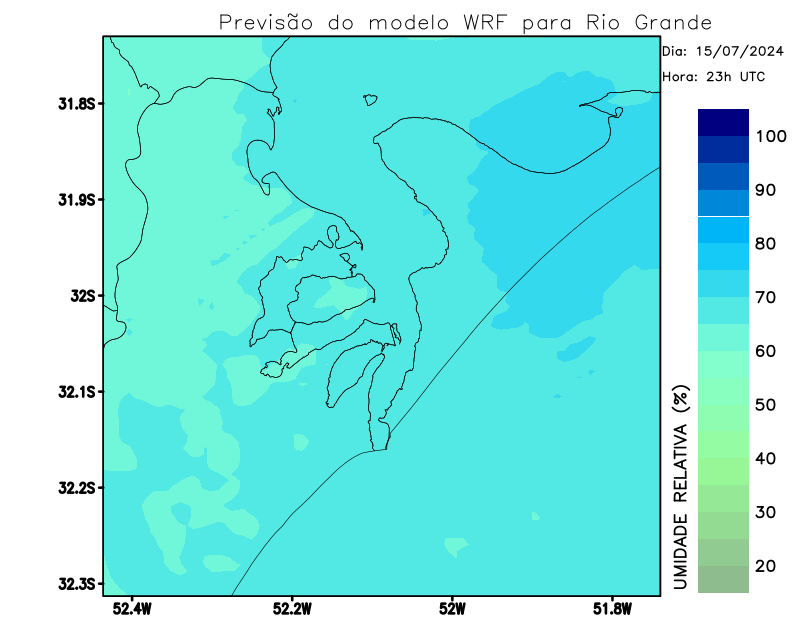 Previsão do modelo WRF para Rio Grande
Dia: 15/07/2024
Hora: 23h UTC
31.8S
31.9S
32S
32.1S
32.2S
32.3S
52.4W
52.2W
52W
51.8W
100
90
80
70
60
50
40
30
20
UMIDADE RELATIVA (%)